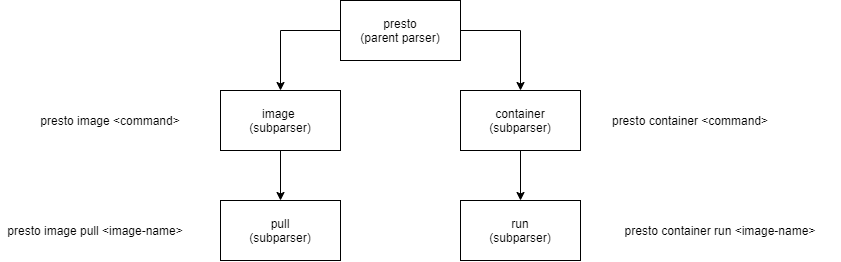 presto
(parent parser)
presto image <command>
image
(subparser)
container
(subparser)
presto container <command>
presto image pull <image-name>
pull
(subparser)
run
(subparser)
presto container run <image-name>